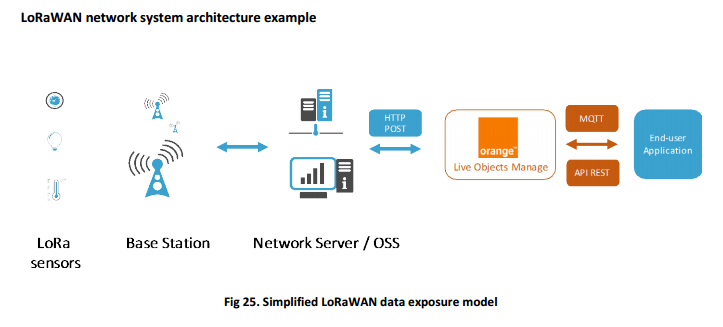 LoRaWAN network system architecture example
HTTP
POST
orange™
Live Objects Manage
MQTT
API REST
End-user
Application
LoRa
sensors
Base Station
Network Server / OSS
Fig 25. Simplified LoRaWAN data exposure model